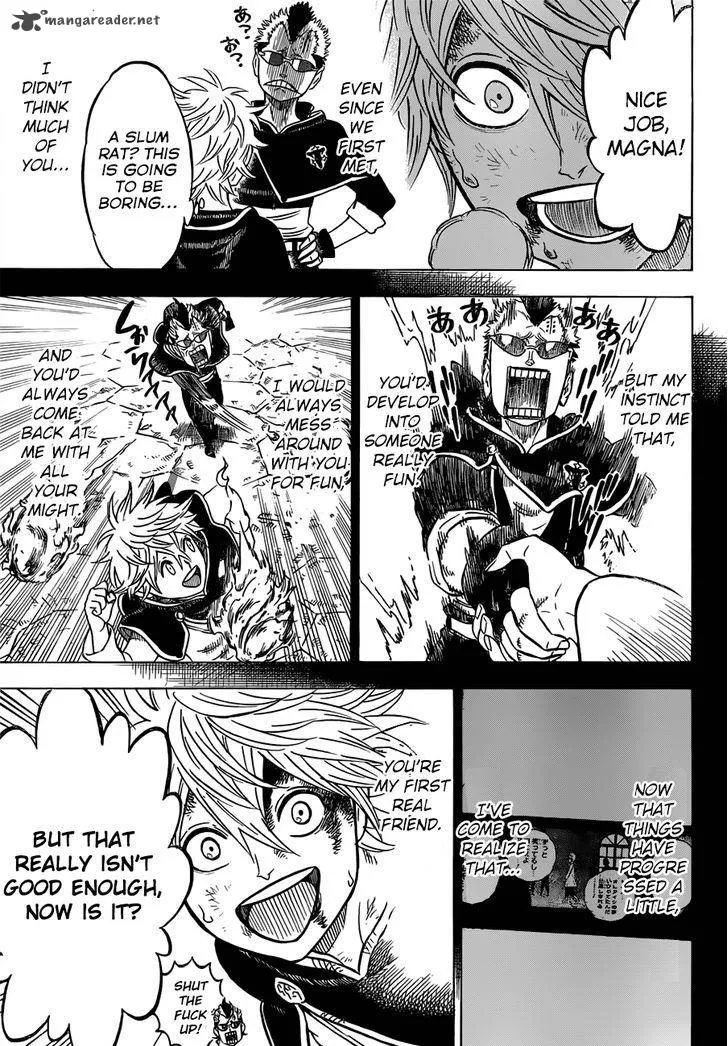 mangareader.net
NICE
JOB,
MAGNA!
EVEN
SINCE
WE
FIRST
MET,
あ?
あぁ?
I
DIDN'T
THINK
MUCH
OF
YOU...
A SLUM
RAT? THIS
IS GOING
TO BE
BORING...
BUT MY
INSTINCT
TOLD ME
THAT,
YOU'D
DEVELOP
INTO
SOMEONE
REALLY
FUN.
I WOULD
ALWAYS
MESS
AROUND
WITH YOU
FOR FUN.
AND
YOU'D
ALWAYS
COME
BACK AT
ME WITH
ALL
YOUR
MIGHT.
NOW
THAT
THINGS
HAVE
PROGRE
SSED A
LITTLE,
I'VE
COME TO
REALIZE
THAT...
YOU'RE
MY FIRST
REAL
FRIEND.
BUT THAT
REALLY ISN'T
GOOD ENOUGH,
NOW IS IT?
SHUT
THE
FUCK
UP!